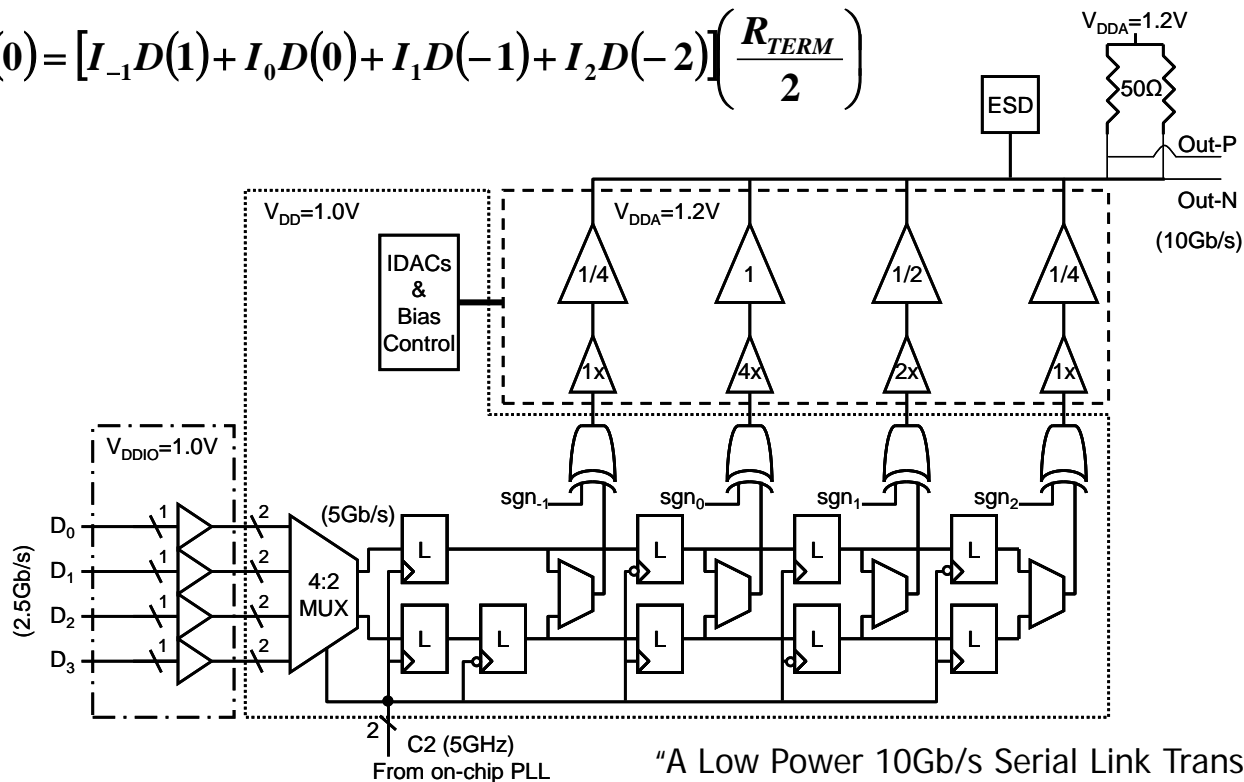 (0) = [I₋₁D(1) + I₀D(0) + I₁D(-1) + I₂D(-2)] (R_TERM / 2)
V_DDA=1.2V
50Ω
ESD
Out-P
Out-N
(10Gb/s)
V_DD=1.0V
V_DDA=1.2V
IDACs
&
Bias
Control
1/4
1
1/2
1/4
1x
4x
2x
1x
V_DDIO=1.0V
sgn₋₁
sgn₀
sgn₁
sgn₂
(2.5Gb/s)
D₀
D₁
D₂
D₃
1
1
1
1
2
2
2
2
4:2
MUX
(5Gb/s)
L
L
L
L
L
L
L
L
L
2
C2 (5GHz)
From on-chip PLL
"A Low Power 10Gb/s Serial Link Trans